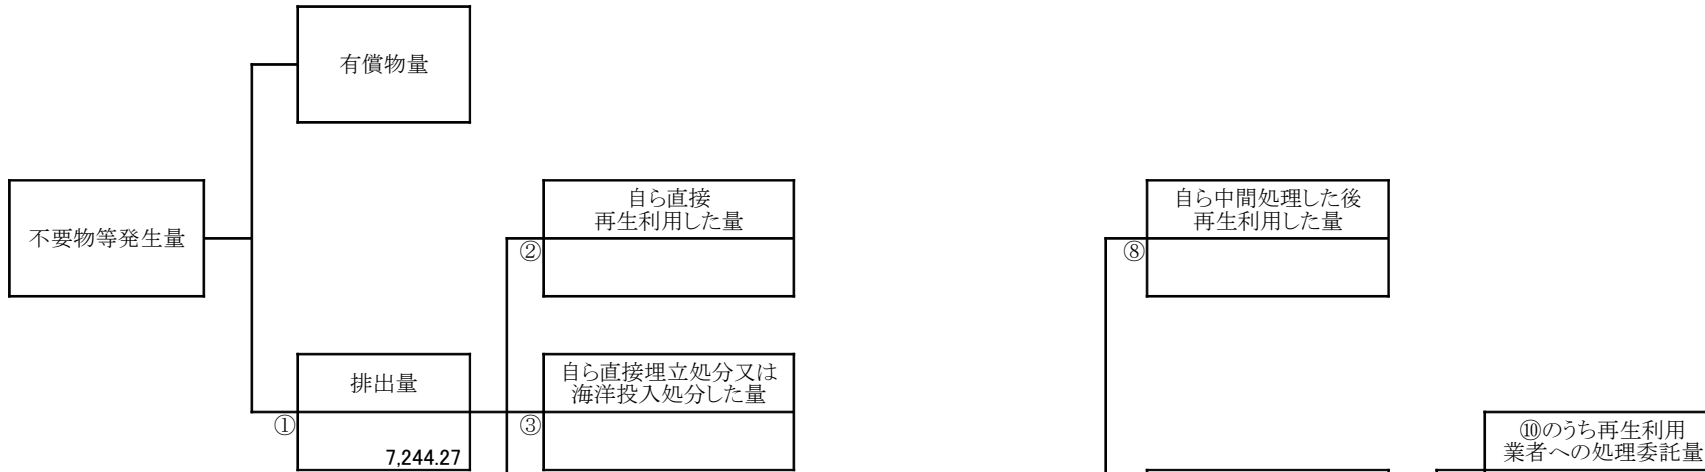 有償物量
不要物等発生量
自ら直接
再生利用した量
②
自ら中間処理した後
再生利用した量
⑧
排出量
①
7,244.27
自ら直接埋立処分又は
海洋投入処分した量
③
⑩のうち再生利用
業者への処理委託量